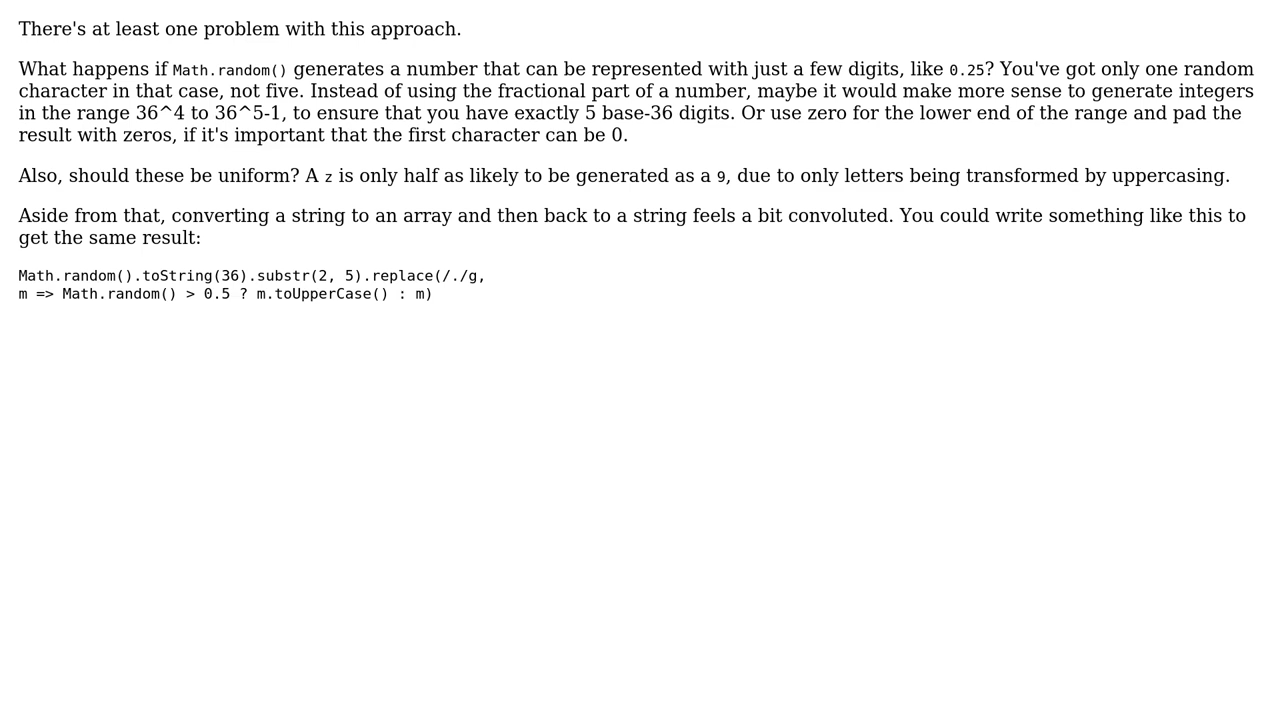 There's at least one problem with this approach.
What happens if Math.random() generates a number that can be represented with just a few digits, like 0.25? You've got only one random
character in that case, not five. Instead of using the fractional part of a number, maybe it would make more sense to generate integers
in the range 36^4 to 36^5-1, to ensure that you have exactly 5 base-36 digits. Or use zero for the lower end of the range and pad the
result with zeros, if it's important that the first character can be 0.
Also, should these be uniform? A z is only half as likely to be generated as a 9, due to only letters being transformed by uppercasing.
Aside from that, converting a string to an array and then back to a string feels a bit convoluted. You could write something like this to
get the same result:
Math.random().toString(36).substr(2, 5).replace(/./g,
m => Math.random() > 0.5 ? m.toUpperCase() : m)